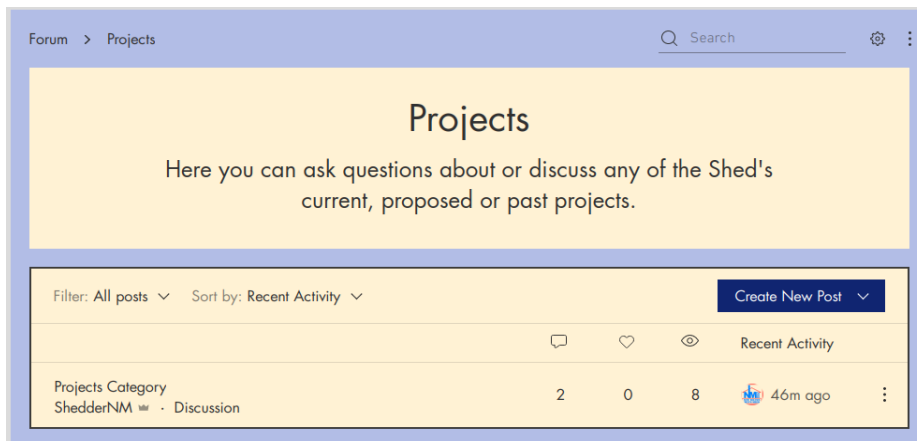 Forum > Projects
Search
Projects
Here you can ask questions about or discuss any of the Shed's
current, proposed or past projects.
Filter: All posts Sort by: Recent Activity
Create New Post
Recent Activity
Projects Category
2 0 8 NM 46m ago
ShedderNM · Discussion